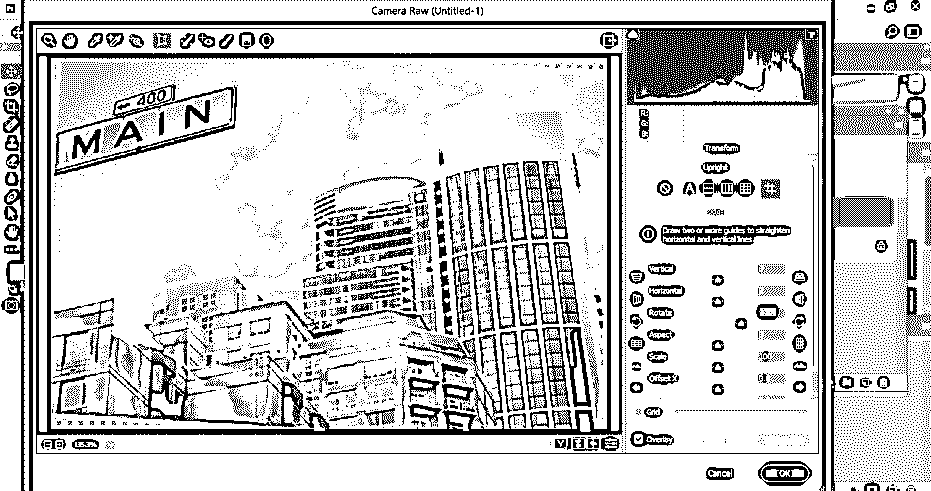 Camera Raw (Untitled-1)
400
MAIN
Transform
Upright
Draw two or more guides to straighten
horizontal and vertical lines
Vertical
Horizontal
Rotate
Aspect
Scale
Offset X
Grid
Overlay
Cancel
OK